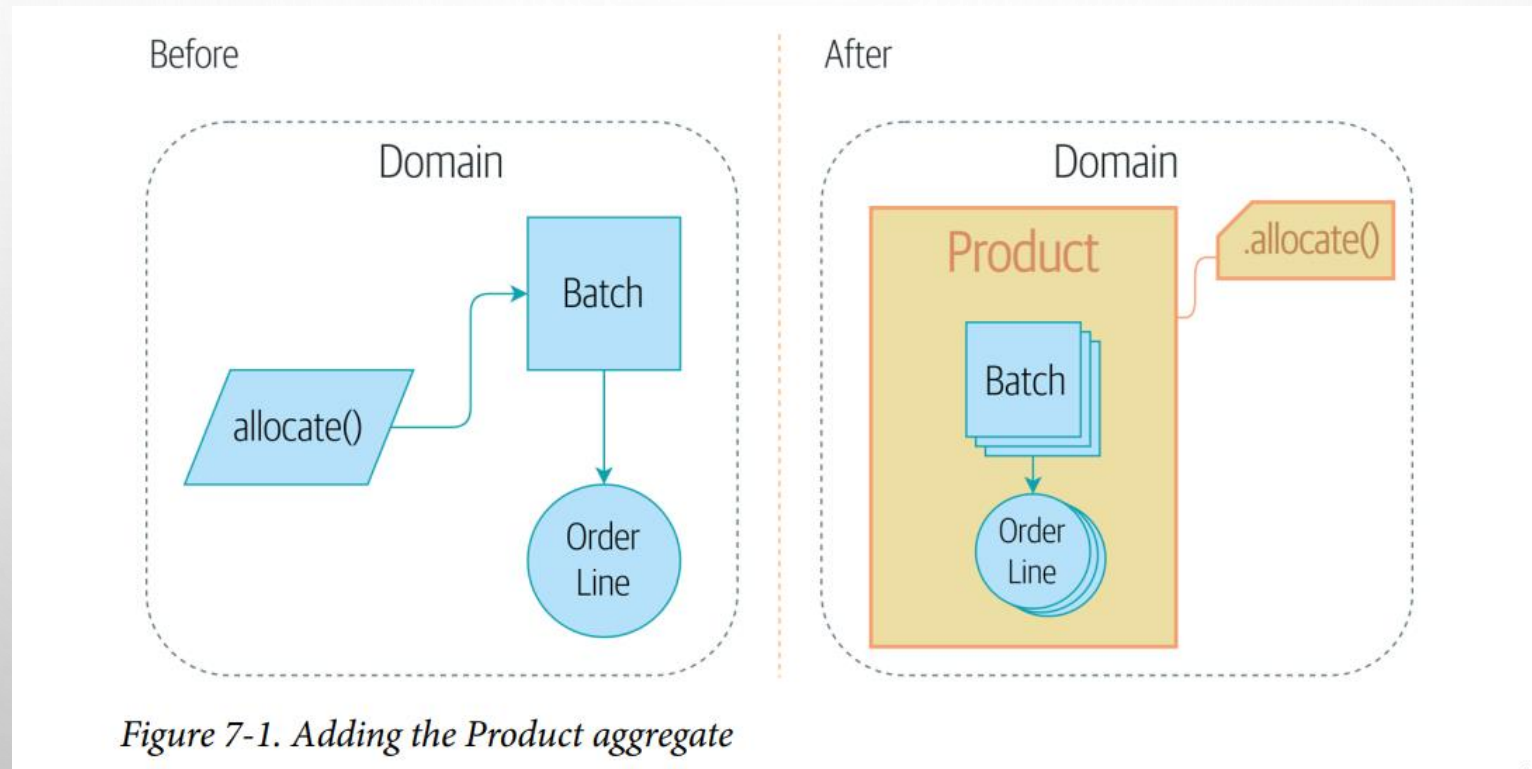 Before
Domain
Batch
allocate()
Order
Line
After
Domain
Product
.allocate()
Batch
Order
Line
Figure 7-1. Adding the Product aggregate